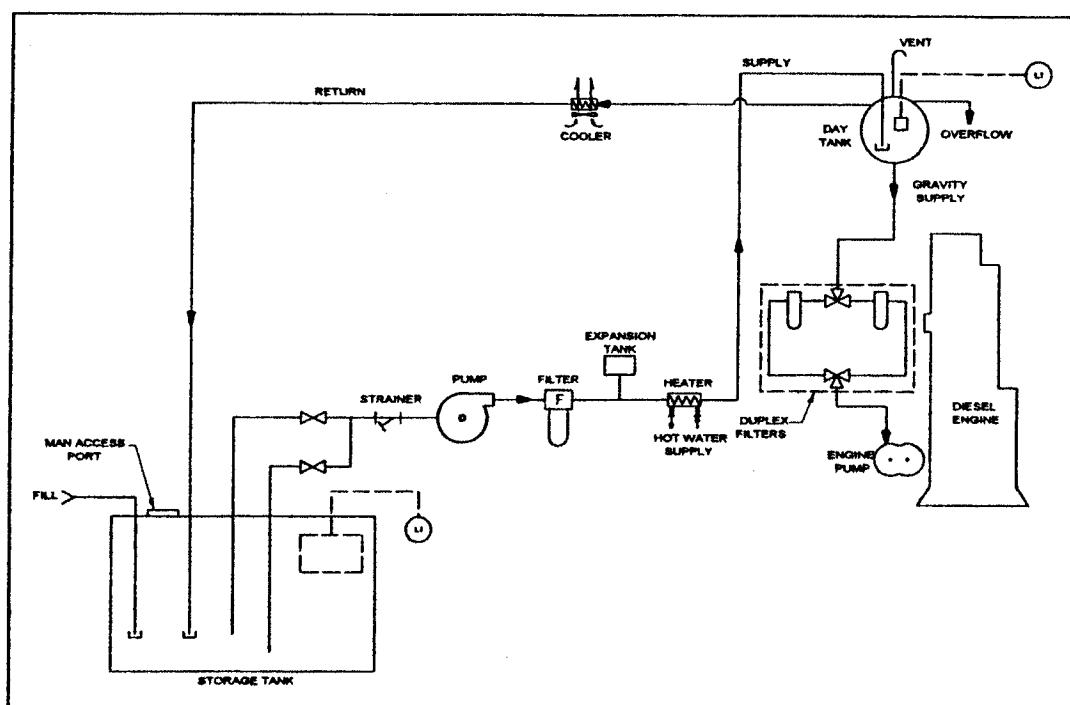 VENT
SUPPLY
LT
RETURN
COOLER
DAY
TANK
OVERFLOW
GRAVITY
SUPPLY
EXPANSION
TANK
PUMP
FILTER
F
HEATER
STRAINER
HOT WATER
SUPPLY
DUPLEX
FILTERS
DIESEL
ENGINE
ENGINE
PUMP
MAN ACCESS
PORT
FILL
LI
STORAGE TANK